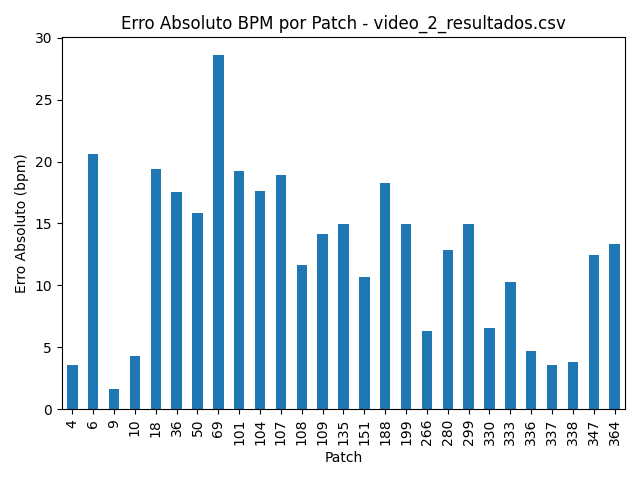 Erro Absoluto BPM por Patch - video_2_resultados.csv
Erro Absoluto (bpm)
30
25
20
15
10
5
0
4 6 9 10 18 36 50 69 101 104 107 108 109 135 151 188 199 266 280 299 330 333 336 337 338 347 364
Patch